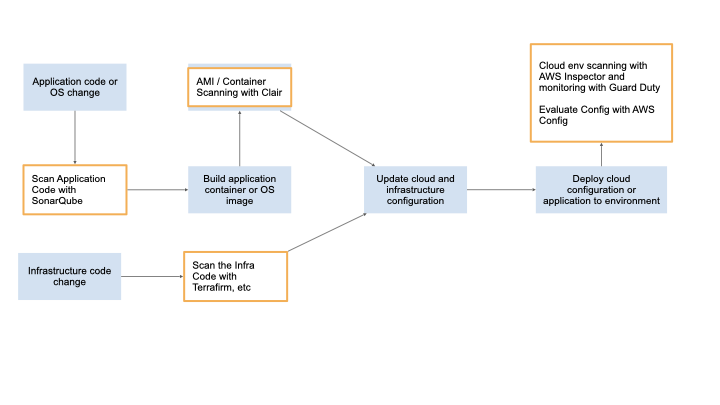 Application code or
OS change
AMI / Container
Scanning with Clair
Cloud env scanning with
AWS Inspector and
monitoring with Guard Duty
Evaluate Config with AWS
Config
Scan Application
Code with
SonarQube
Build application
container or OS
image
Update cloud and
infrastructure
configuration
Deploy cloud
configuration or
application to environment
Infrastructure code
change
Scan the Infra
Code with
Terrafirm, etc